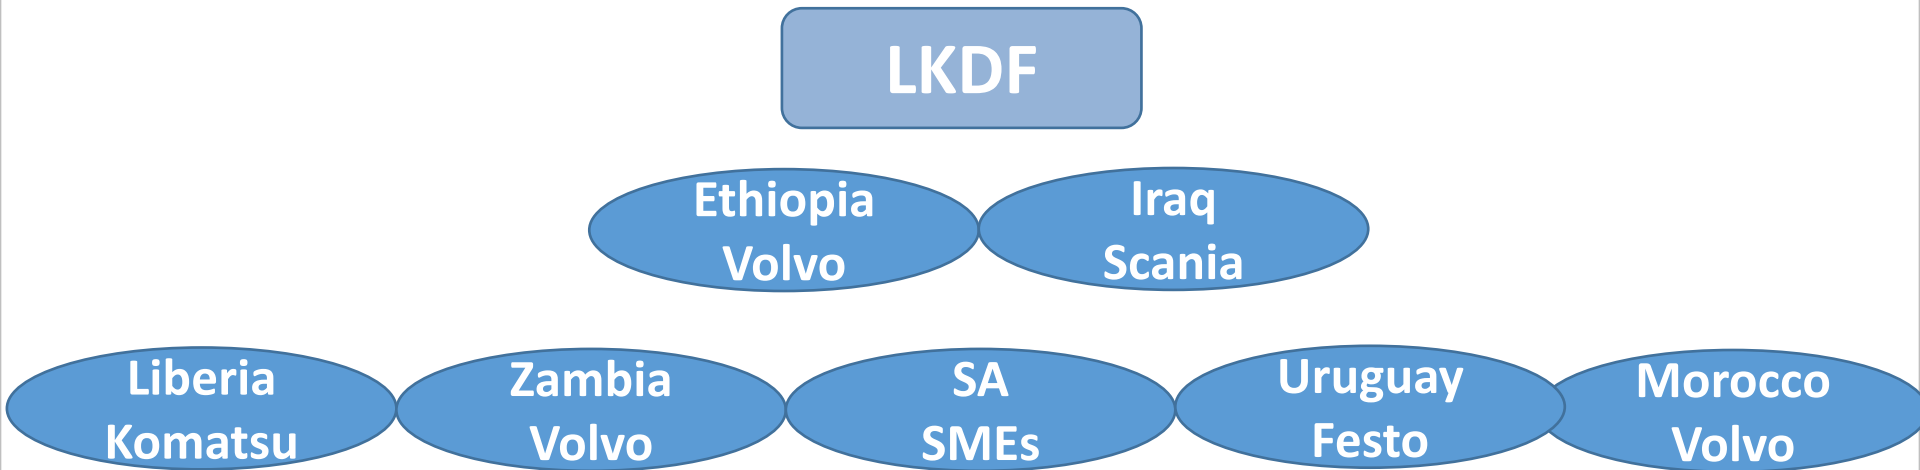 LKDF
Ethiopia
Volvo
Iraq
Scania
Liberia
Komatsu
Zambia
Volvo
SA
SMEs
Uruguay
Festo
Morocco
Volvo